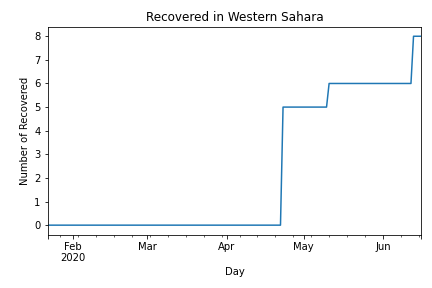 Recovered in Western Sahara
Number of Recovered
8
7
6
5
4
3
2
1
0
Feb
2020
Mar
Apr
May
Jun
Day